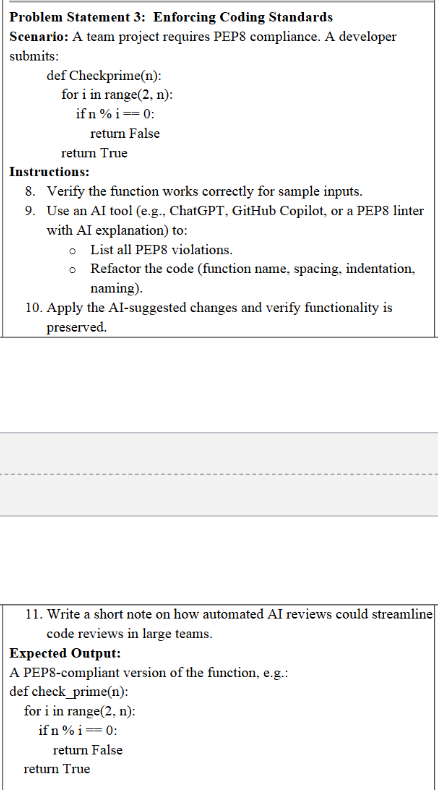 Problem Statement 3: Enforcing Coding Standards
Scenario: A team project requires PEP8 compliance. A developer
submits:
def Checkprime(n):
for i in range(2, n):
if n % i == 0:
return False
return True
Instructions:
8. Verify the function works correctly for sample inputs.
9. Use an AI tool (e.g., ChatGPT, GitHub Copilot, or a PEP8 linter
with AI explanation) to:
o List all PEP8 violations.
o Refactor the code (function name, spacing, indentation,
naming).
10. Apply the AI-suggested changes and verify functionality is
preserved.
11. Write a short note on how automated AI reviews could streamline
code reviews in large teams.
Expected Output:
A PEP8-compliant version of the function, e.g.:
def check_prime(n):
for i in range(2, n):
if n % i == 0:
return False
return True